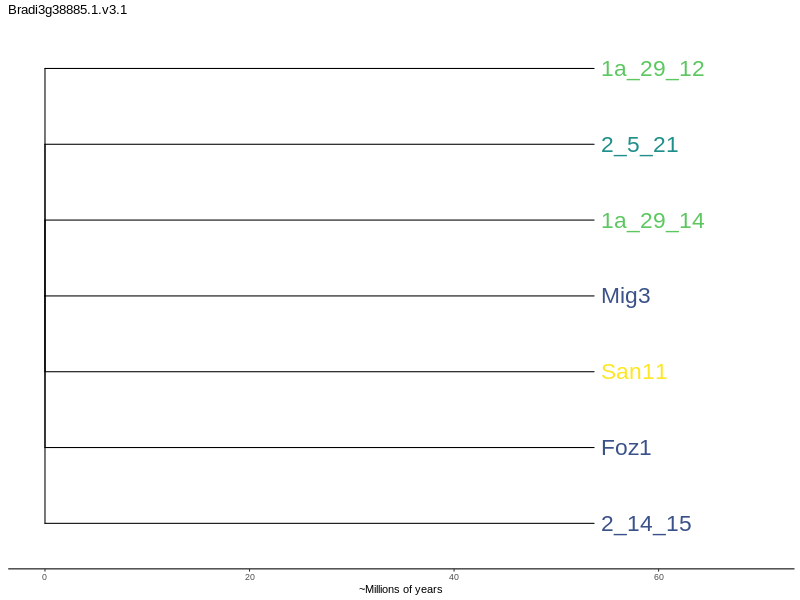 Bradi3g38885.1.v3.1
1a_29_12
2_5_21
1a_29_14
Mig3
San11
Foz1
2_14_15
0 20 40 60
~Millions of years